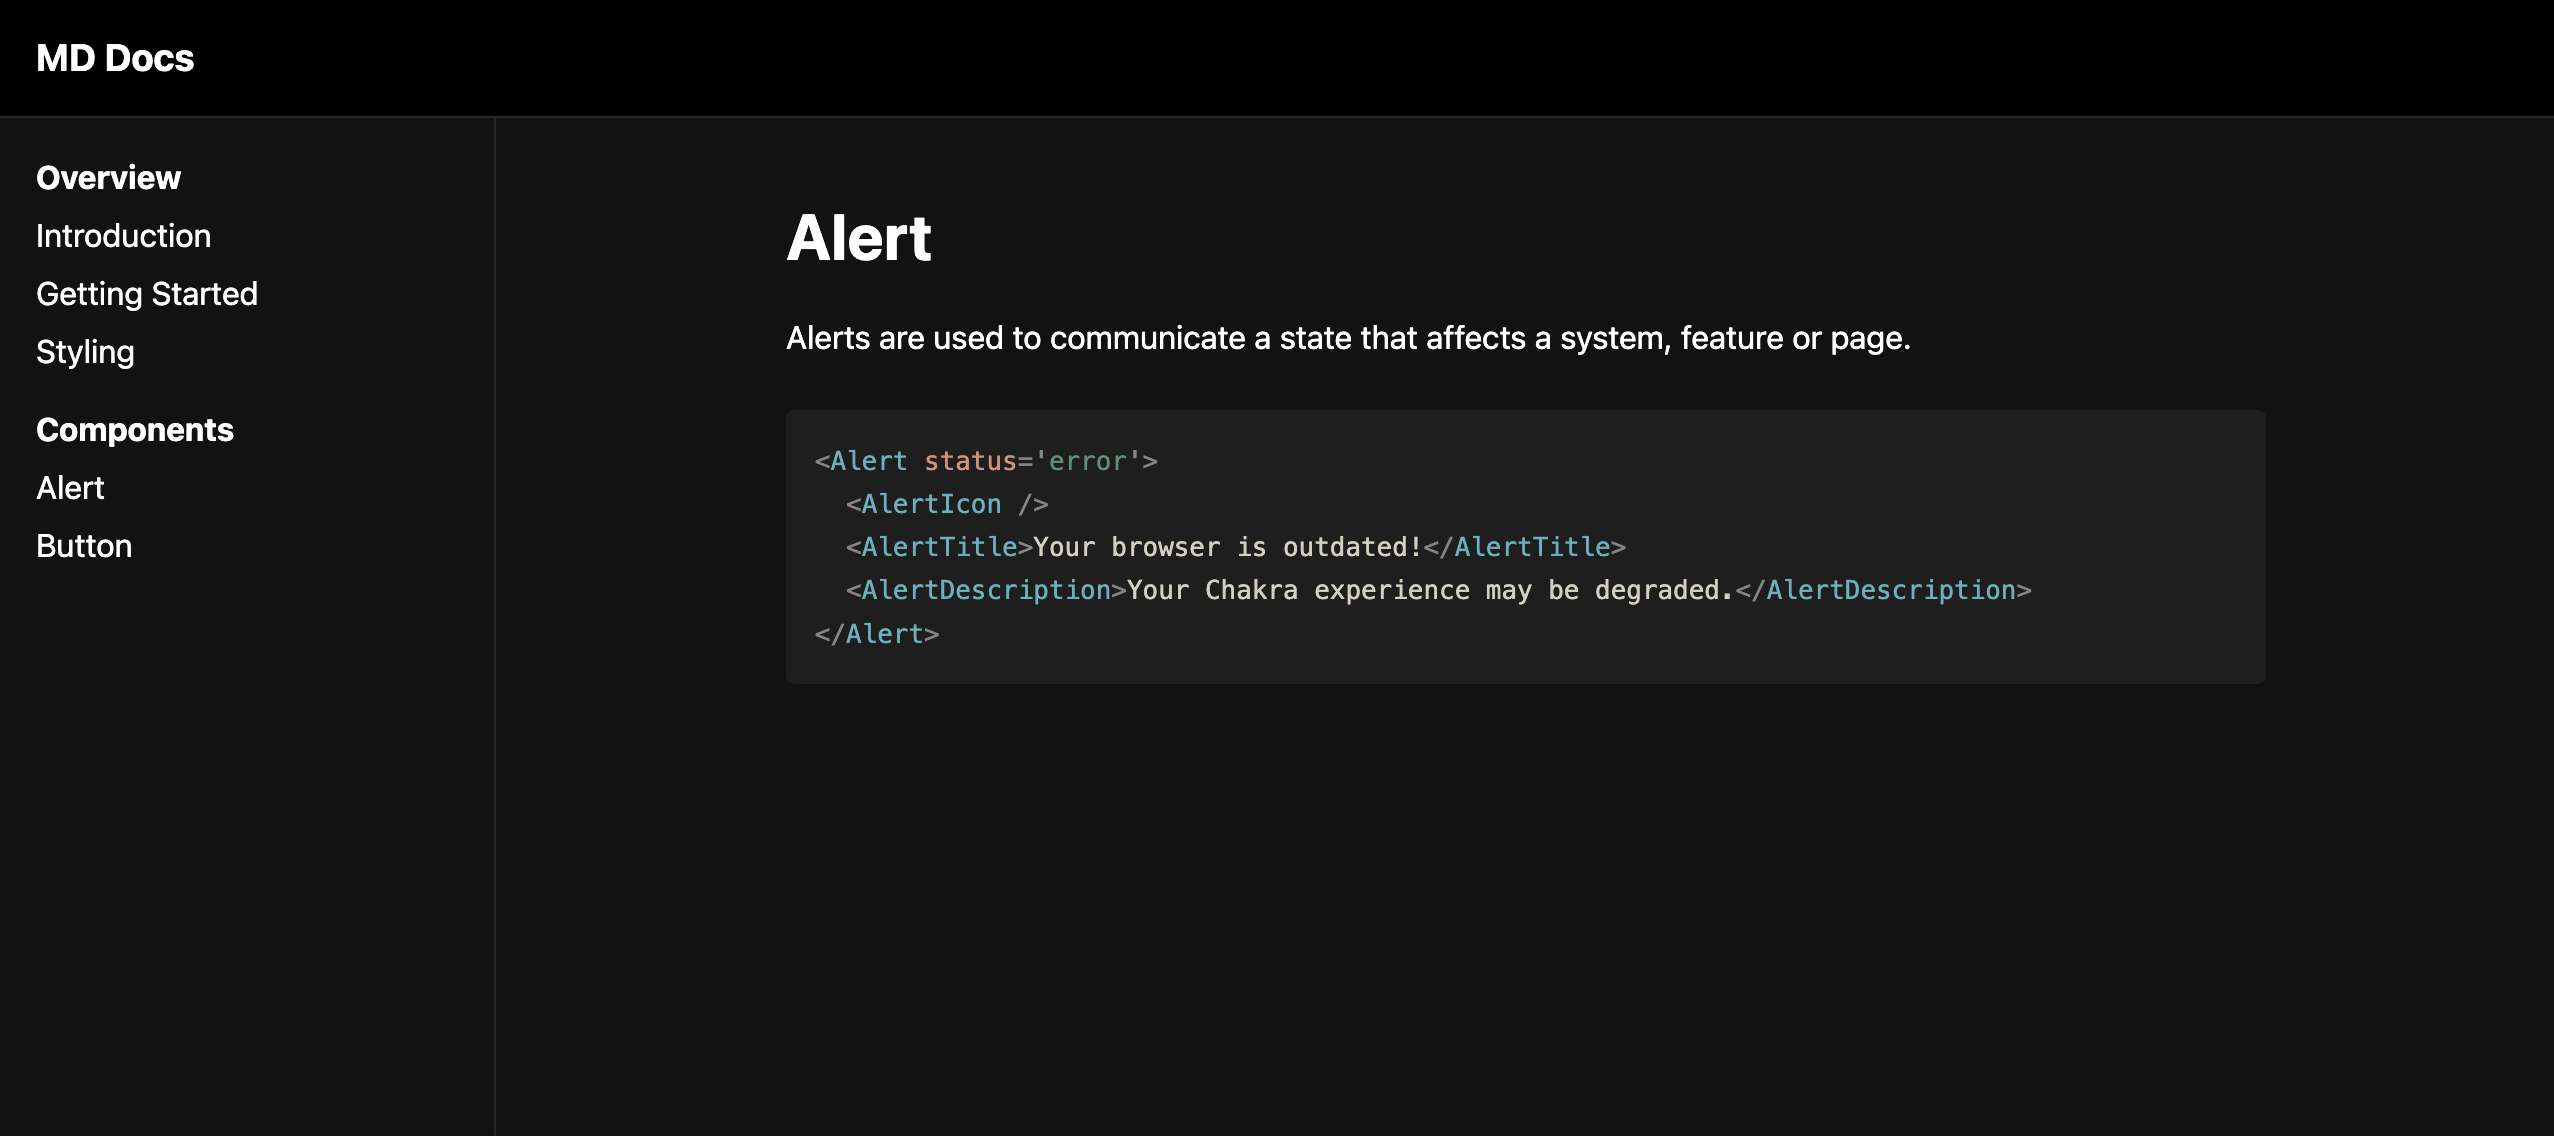 MD Docs
Overview
Introduction
Getting Started
Styling
Components
Alert
Button
Alert
Alerts are used to communicate a state that affects a system, feature or page.
<Alert status='error'>
  <AlertIcon />
  <AlertTitle>Your browser is outdated!</AlertTitle>
  <AlertDescription>Your Chakra experience may be degraded.</AlertDescription>
</Alert>